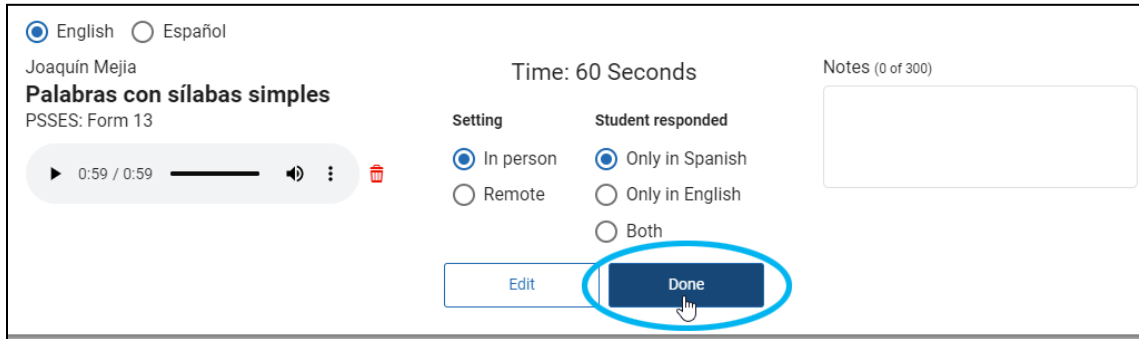 English Español
Joaquín Mejia
Palabras con sílabas simples
PSSES: Form 13
0:59 / 0:59
Time: 60 Seconds
Setting
In person
Remote
Student responded
Only in Spanish
Only in English
Both
Edit
Done
Notes (0 of 300)